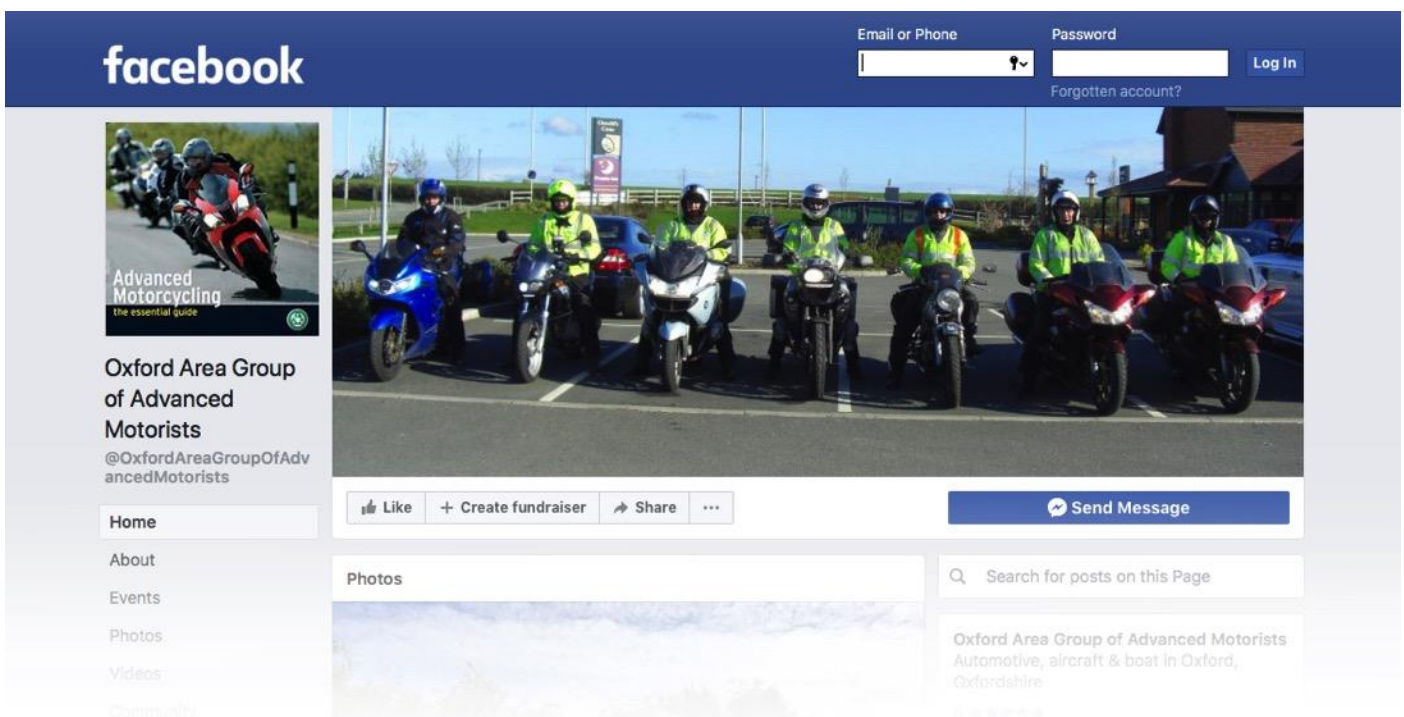 facebook
Email or Phone
Password
Log In
Forgotten account?
Advanced
Motorcycling
the essential guide
Oxford Area Group
of Advanced
Motorists
@OxfordAreaGroupOfAdv
ancedMotorists
Like
+ Create fundraiser
Share
...
Send Message
Home
About
Events
Photos
Videos
Community
Photos
Search for posts on this Page
Oxford Area Group of Advanced Motorists
Automotive, aircraft & boat in Oxford,
Oxfordshire